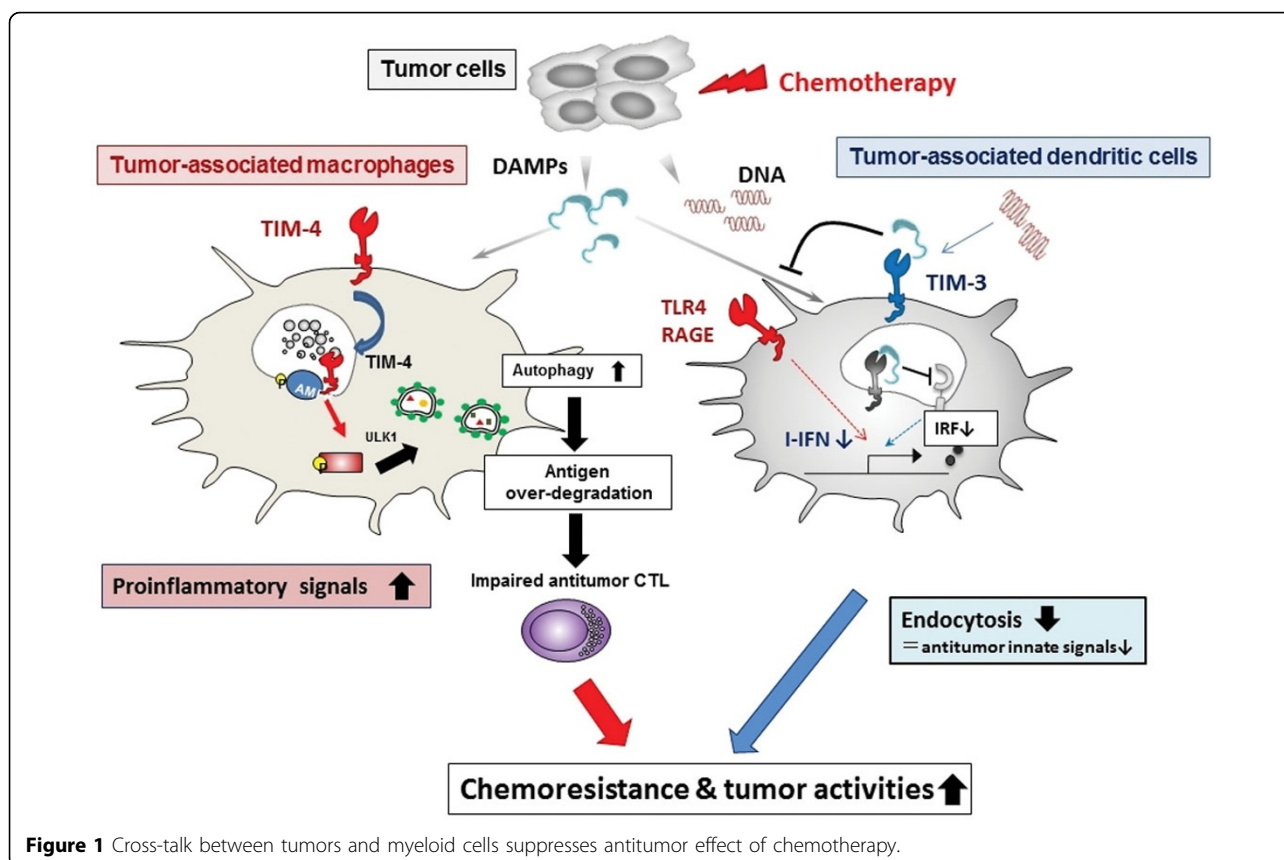 Tumor cells
Chemotherapy
Tumor-associated macrophages
DAMPs
DNA
Tumor-associated dendritic cells
TIM-4
TIM-3
TLR4
RAGE
TIM-4
P
AM
ULK1
P
Autophagy
I-IFN ↓
IRF↓
Antigen
over-degradation
Proinflammatory signals
Impaired antitumor CTL
Endocytosis
=antitumor innate signals↓
Chemoresistance & tumor activities
Figure 1 Cross-talk between tumors and myeloid cells suppresses antitumor effect of chemotherapy.